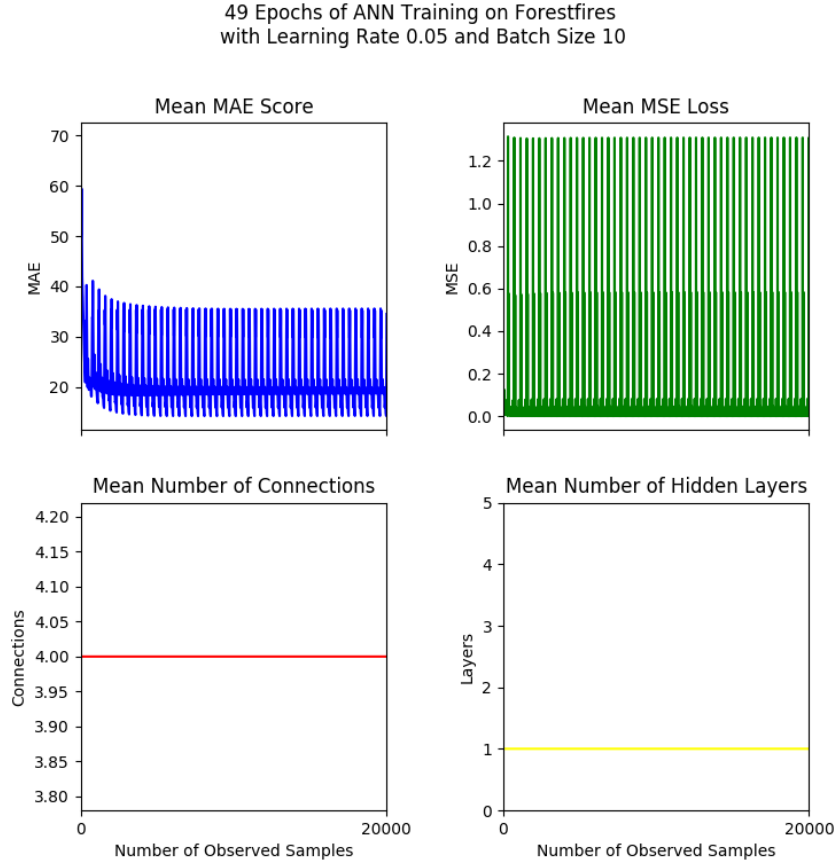 49 Epochs of ANN Training on Forestfires
with Learning Rate 0.05 and Batch Size 10
Mean MAE Score
70
60
50
40
30
20
MAE
Mean MSE Loss
1.2
1.0
0.8
0.6
0.4
0.2
0.0
MSE
Mean Number of Connections
4.20
4.15
4.10
4.05
4.00
3.95
3.90
3.85
3.80
Connections
0
20000
Number of Observed Samples
Mean Number of Hidden Layers
5
4
3
2
1
0
Layers
0
20000
Number of Observed Samples